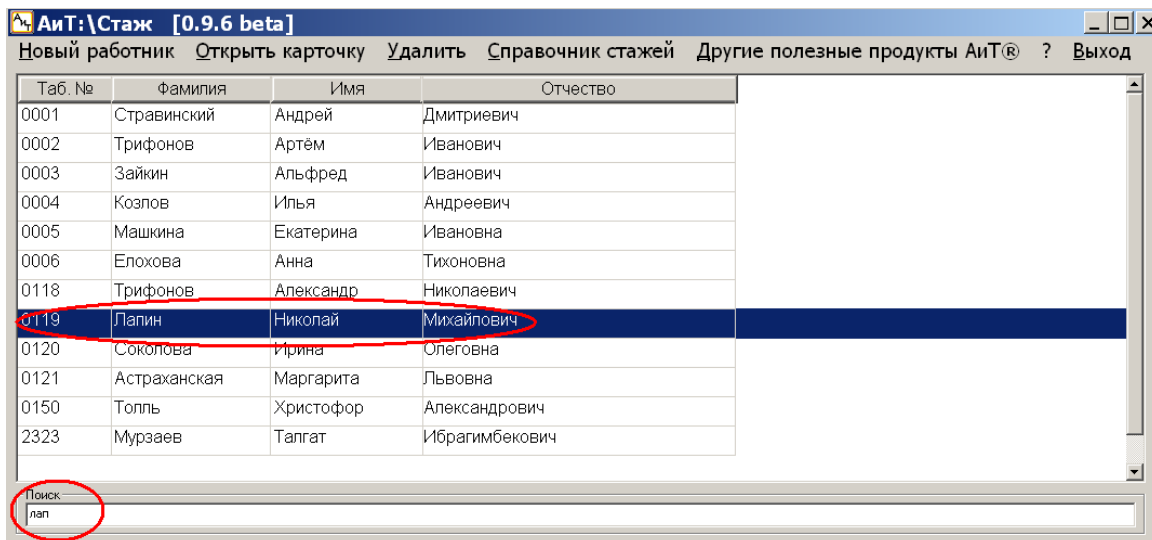 АиТ:\Стаж [0.9.6 beta]
Новый работник Открыть карточку Удалить Справочник стажей Другие полезные продукты АиТ® ? Выход
Таб. № Фамилия Имя Отчество
0001 Стравинский Андрей Дмитриевич
0002 Трифонов Артём Иванович
0003 Зайкин Альфред Иванович
0004 Козлов Илья Андреевич
0005 Машкина Екатерина Ивановна
0006 Елохова Анна Тихоновна
0118 Трифонов Александр Николаевич
0119 Лапин Николай Михайлович
0120 Соколова Ирина Олеговна
0121 Астраханская Маргарита Львовна
0150 Толль Христофор Александрович
2323 Мурзаев Талгат Ибрагимбекович
Поиск
лап